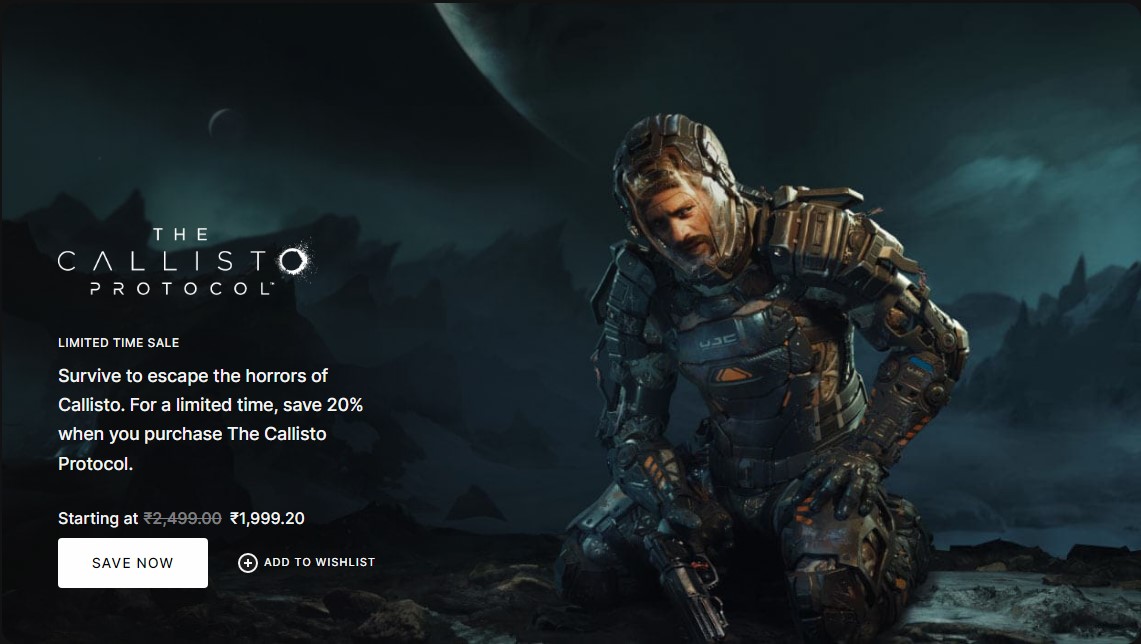 THE
CALLISTO
PROTOCOL™
LIMITED TIME SALE
Survive to escape the horrors of
Callisto. For a limited time, save 20%
when you purchase The Callisto
Protocol.
Starting at ₹2,499.00 ₹1,999.20
SAVE NOW
ADD TO WISHLIST
UJC